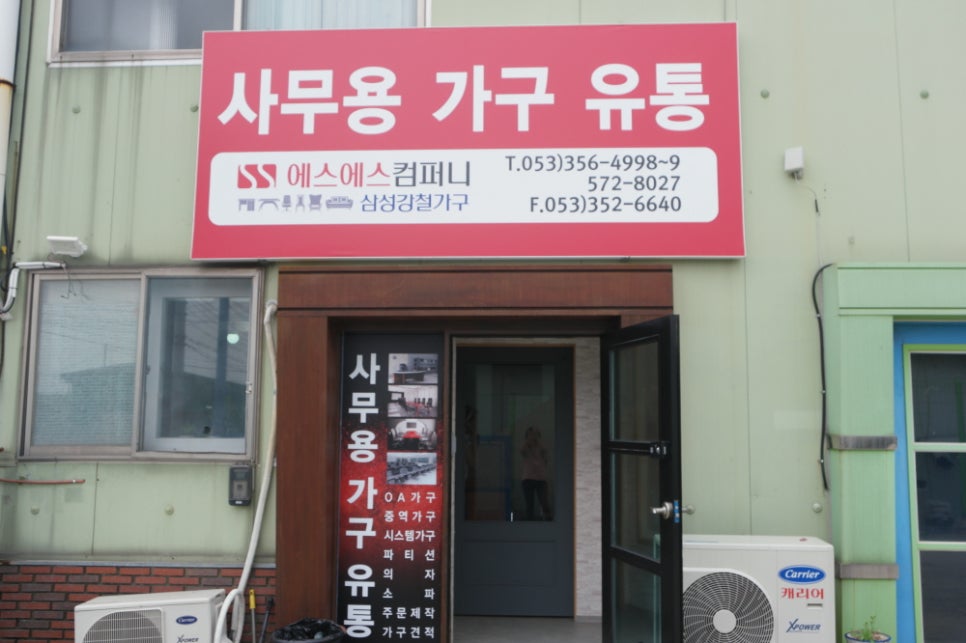 사무용 가구 유통
SS 에스에스컴퍼니
삼성강철가구
T.053)356-4998~9
572-8027
F.053)352-6640
사무용 가구 유통
OA가구
중역가구
시스템가구
파티션
의자
소파
주문제작
가구견적
Carrier
캐리어
XPOWER
Carrier
XPOWER